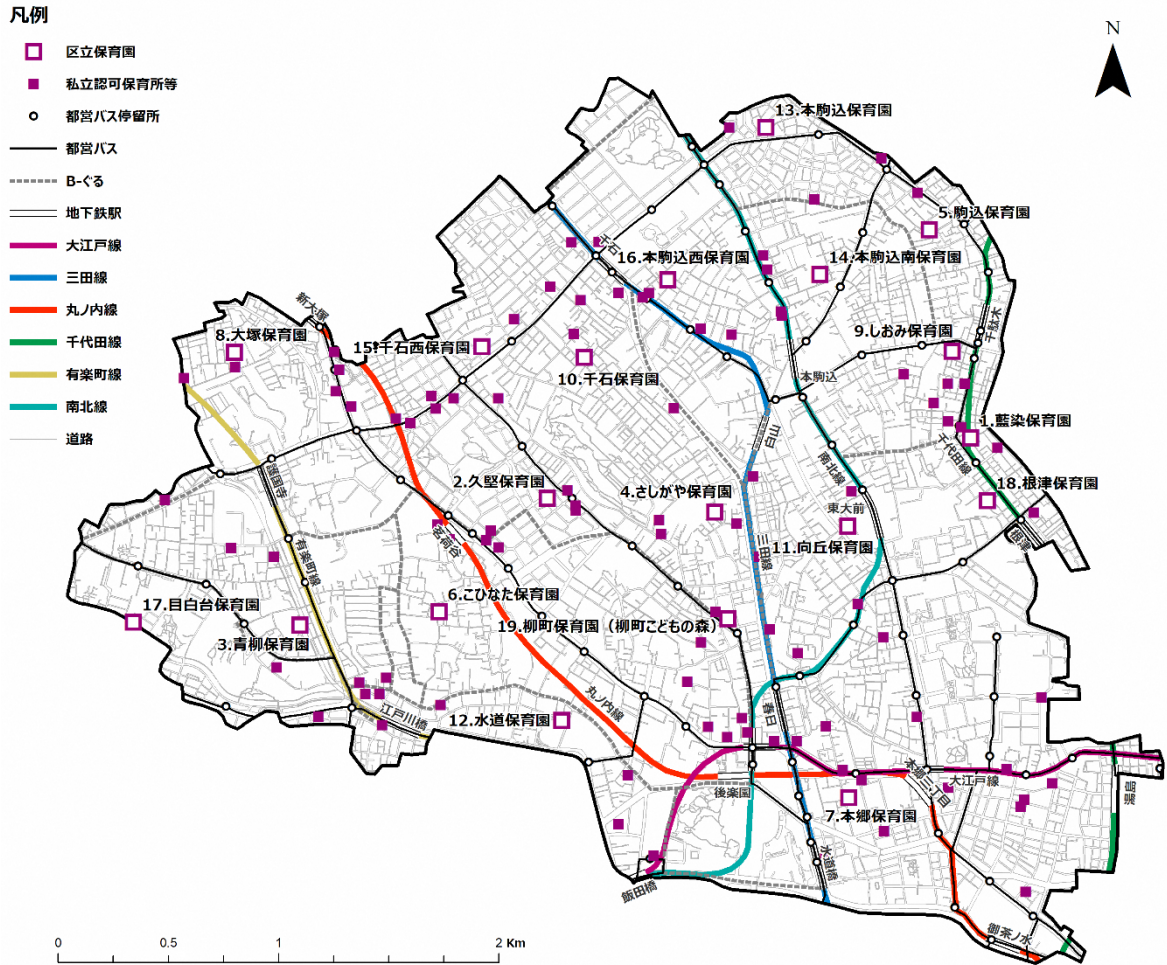 凡例
区立保育園
私立認可保育所等
都営バス停留所
都営バス
B-ぐる
地下鉄駅
大江戸線
三田線
丸ノ内線
千代田線
有楽町線
南北線
道路
N
13.本駒込保育園
5.駒込保育園
千石
16.本駒込西保育園
14.本駒込南保育園
新大塚
8.大塚保育園
15.千石西保育園
10.千石保育園
9.しおみ保育園
千駄木
本駒込
白山
1.藍染保育園
千代田線
南北線
護国寺
2.久堅保育園
4.さしがや保育園
18.根津保育園
東大前
根津
茗荷谷
三田線
11.向丘保育園
有楽町線
17.目白台保育園
6.こひなた保育園
19.柳町保育園（柳町こどもの森）
3.青柳保育園
江戸川橋
12.水道保育園
丸ノ内線
春日
後楽園
本郷三丁目
大江戸線
湯島
7.本郷保育園
水道橋
飯田橋
御茶ノ水
0 0.5 1 2 Km